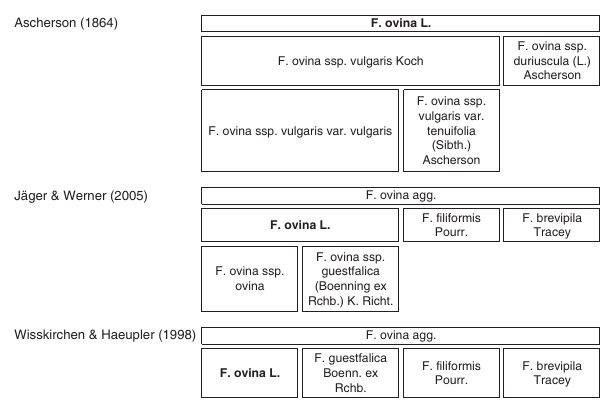 Ascherson (1864)
F. ovina L.
F. ovina ssp. vulgaris Koch
F. ovina ssp.
duriuscula (L.)
Ascherson
F. ovina ssp. vulgaris var. vulgaris
F. ovina ssp.
vulgaris var.
tenuifolia
(Sibth.)
Ascherson
Jäger & Werner (2005)
F. ovina agg.
F. ovina L.
F. filiformis
Pourr.
F. brevipila
Tracey
F. ovina ssp.
ovina
F. ovina ssp.
guestfalica
(Boenning ex
Rchb.) K. Richt.
Wisskirchen & Haeupler (1998)
F. ovina agg.
F. ovina L.
F. guestfalica
Boenn. ex
Rchb.
F. filiformis
Pourr.
F. brevipila
Tracey